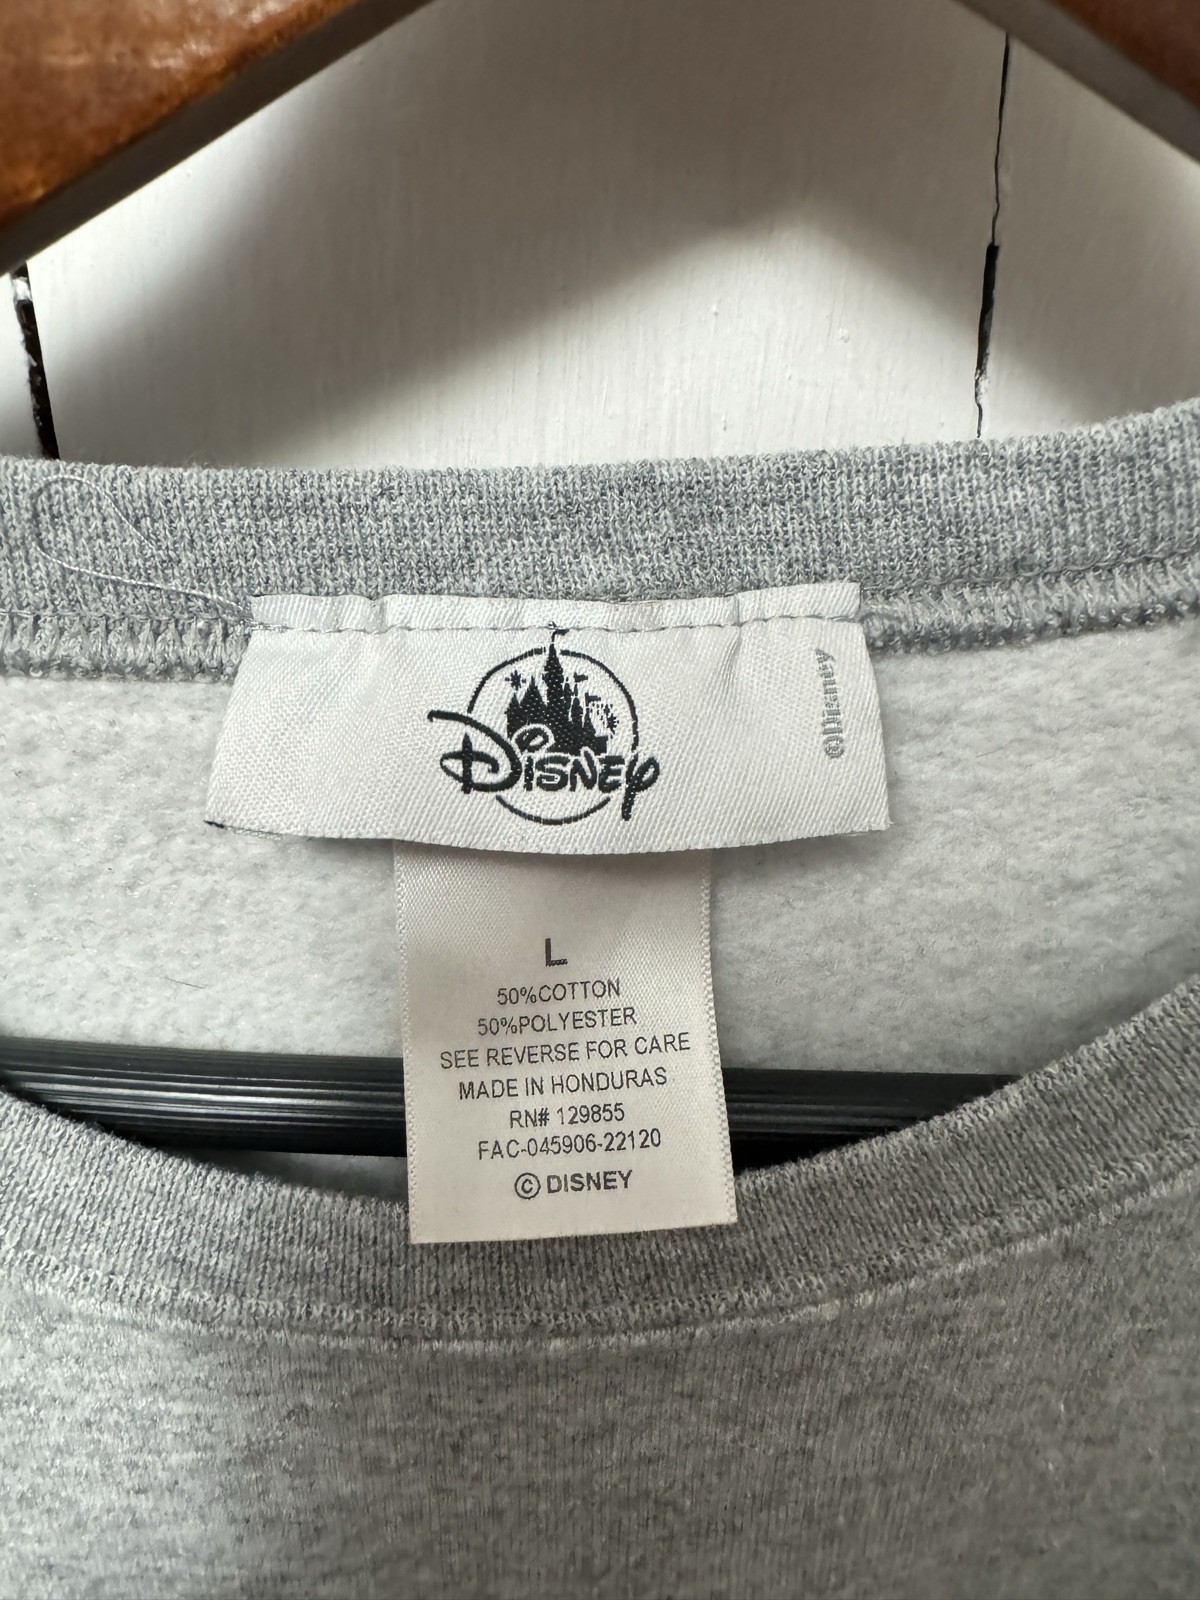 Disney
©Disney
L
50%COTTON
50%POLYESTER
SEE REVERSE FOR CARE
MADE IN HONDURAS
RN# 129855
FAC-045906-22120
© DISNEY